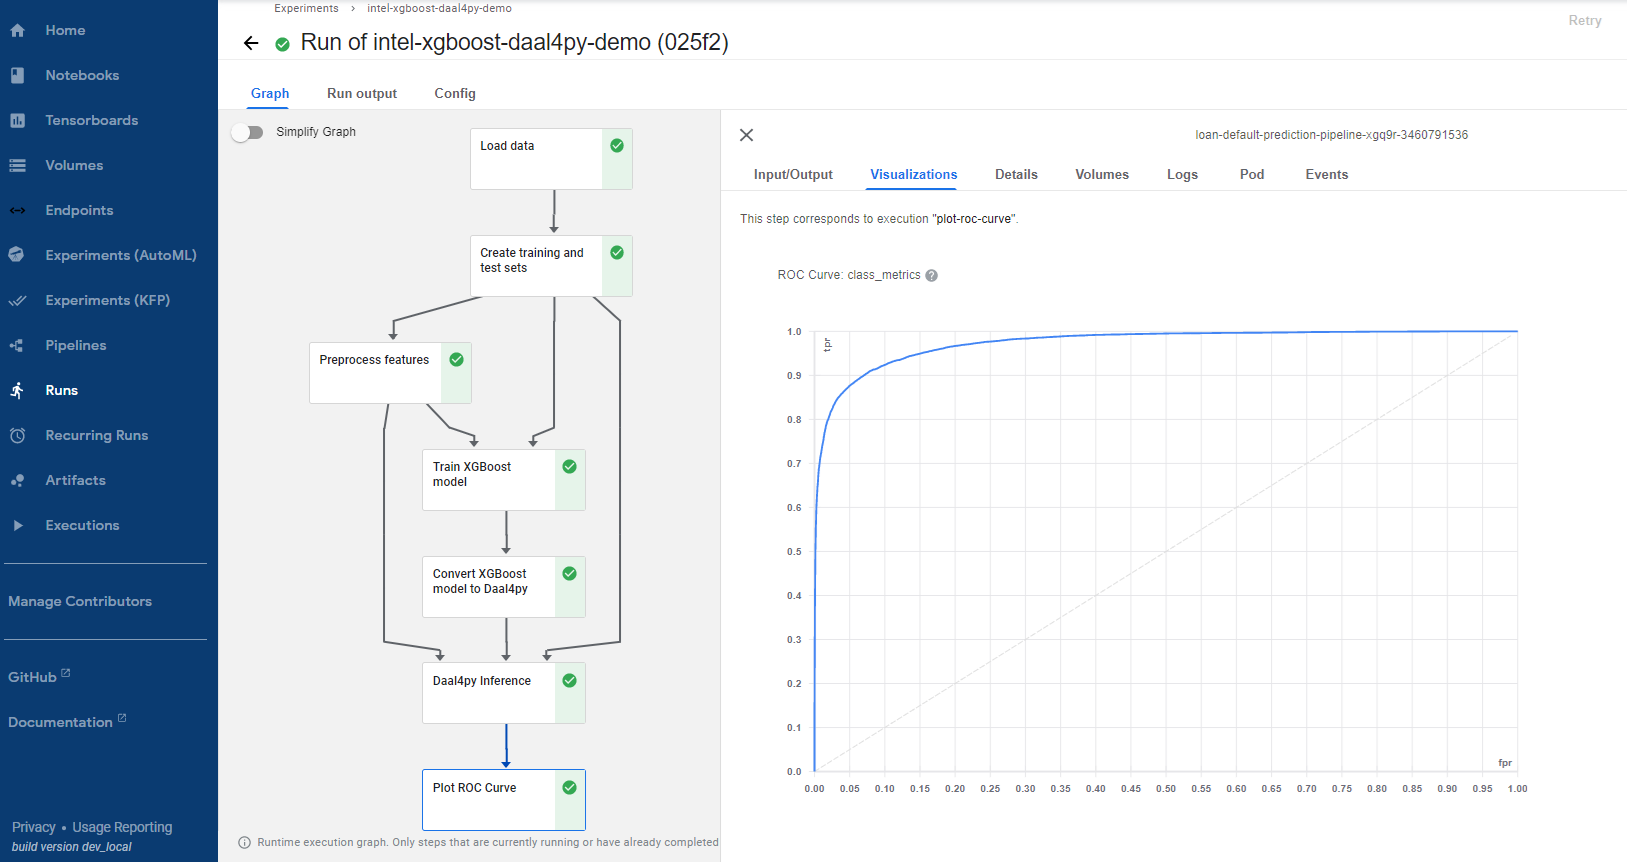 Home
Notebooks
Tensorboards
Volumes
Endpoints
Experiments (AutoML)
Experiments (KFP)
Pipelines
Runs
Recurring Runs
Artifacts
Executions
Manage Contributors
GitHub
Documentation
Privacy • Usage Reporting
build version dev_local
Experiments > intel-xgboost-daal4py-demo
Run of intel-xgboost-daal4py-demo (025f2)
Retry
Graph Run output Config
Simplify Graph
Load data
Create training and
test sets
Preprocess features
Train XGBoost
model
Convert XGBoost
model to Daal4py
Daal4py Inference
Plot ROC Curve
Runtime execution graph. Only steps that are currently running or have already completed
loan-default-prediction-pipeline-xgq9r-3460791536
Input/Output Visualizations Details Volumes Logs Pod Events
This step corresponds to execution "plot-roc-curve".
ROC Curve: class_metrics
tpr
1.0
0.9
0.8
0.7
0.6
0.5
0.4
0.3
0.2
0.1
0.0
fpr
0.00 0.05 0.10 0.15 0.20 0.25 0.30 0.35 0.40 0.45 0.50 0.55 0.60 0.65 0.70 0.75 0.80 0.85 0.90 0.95 1.00